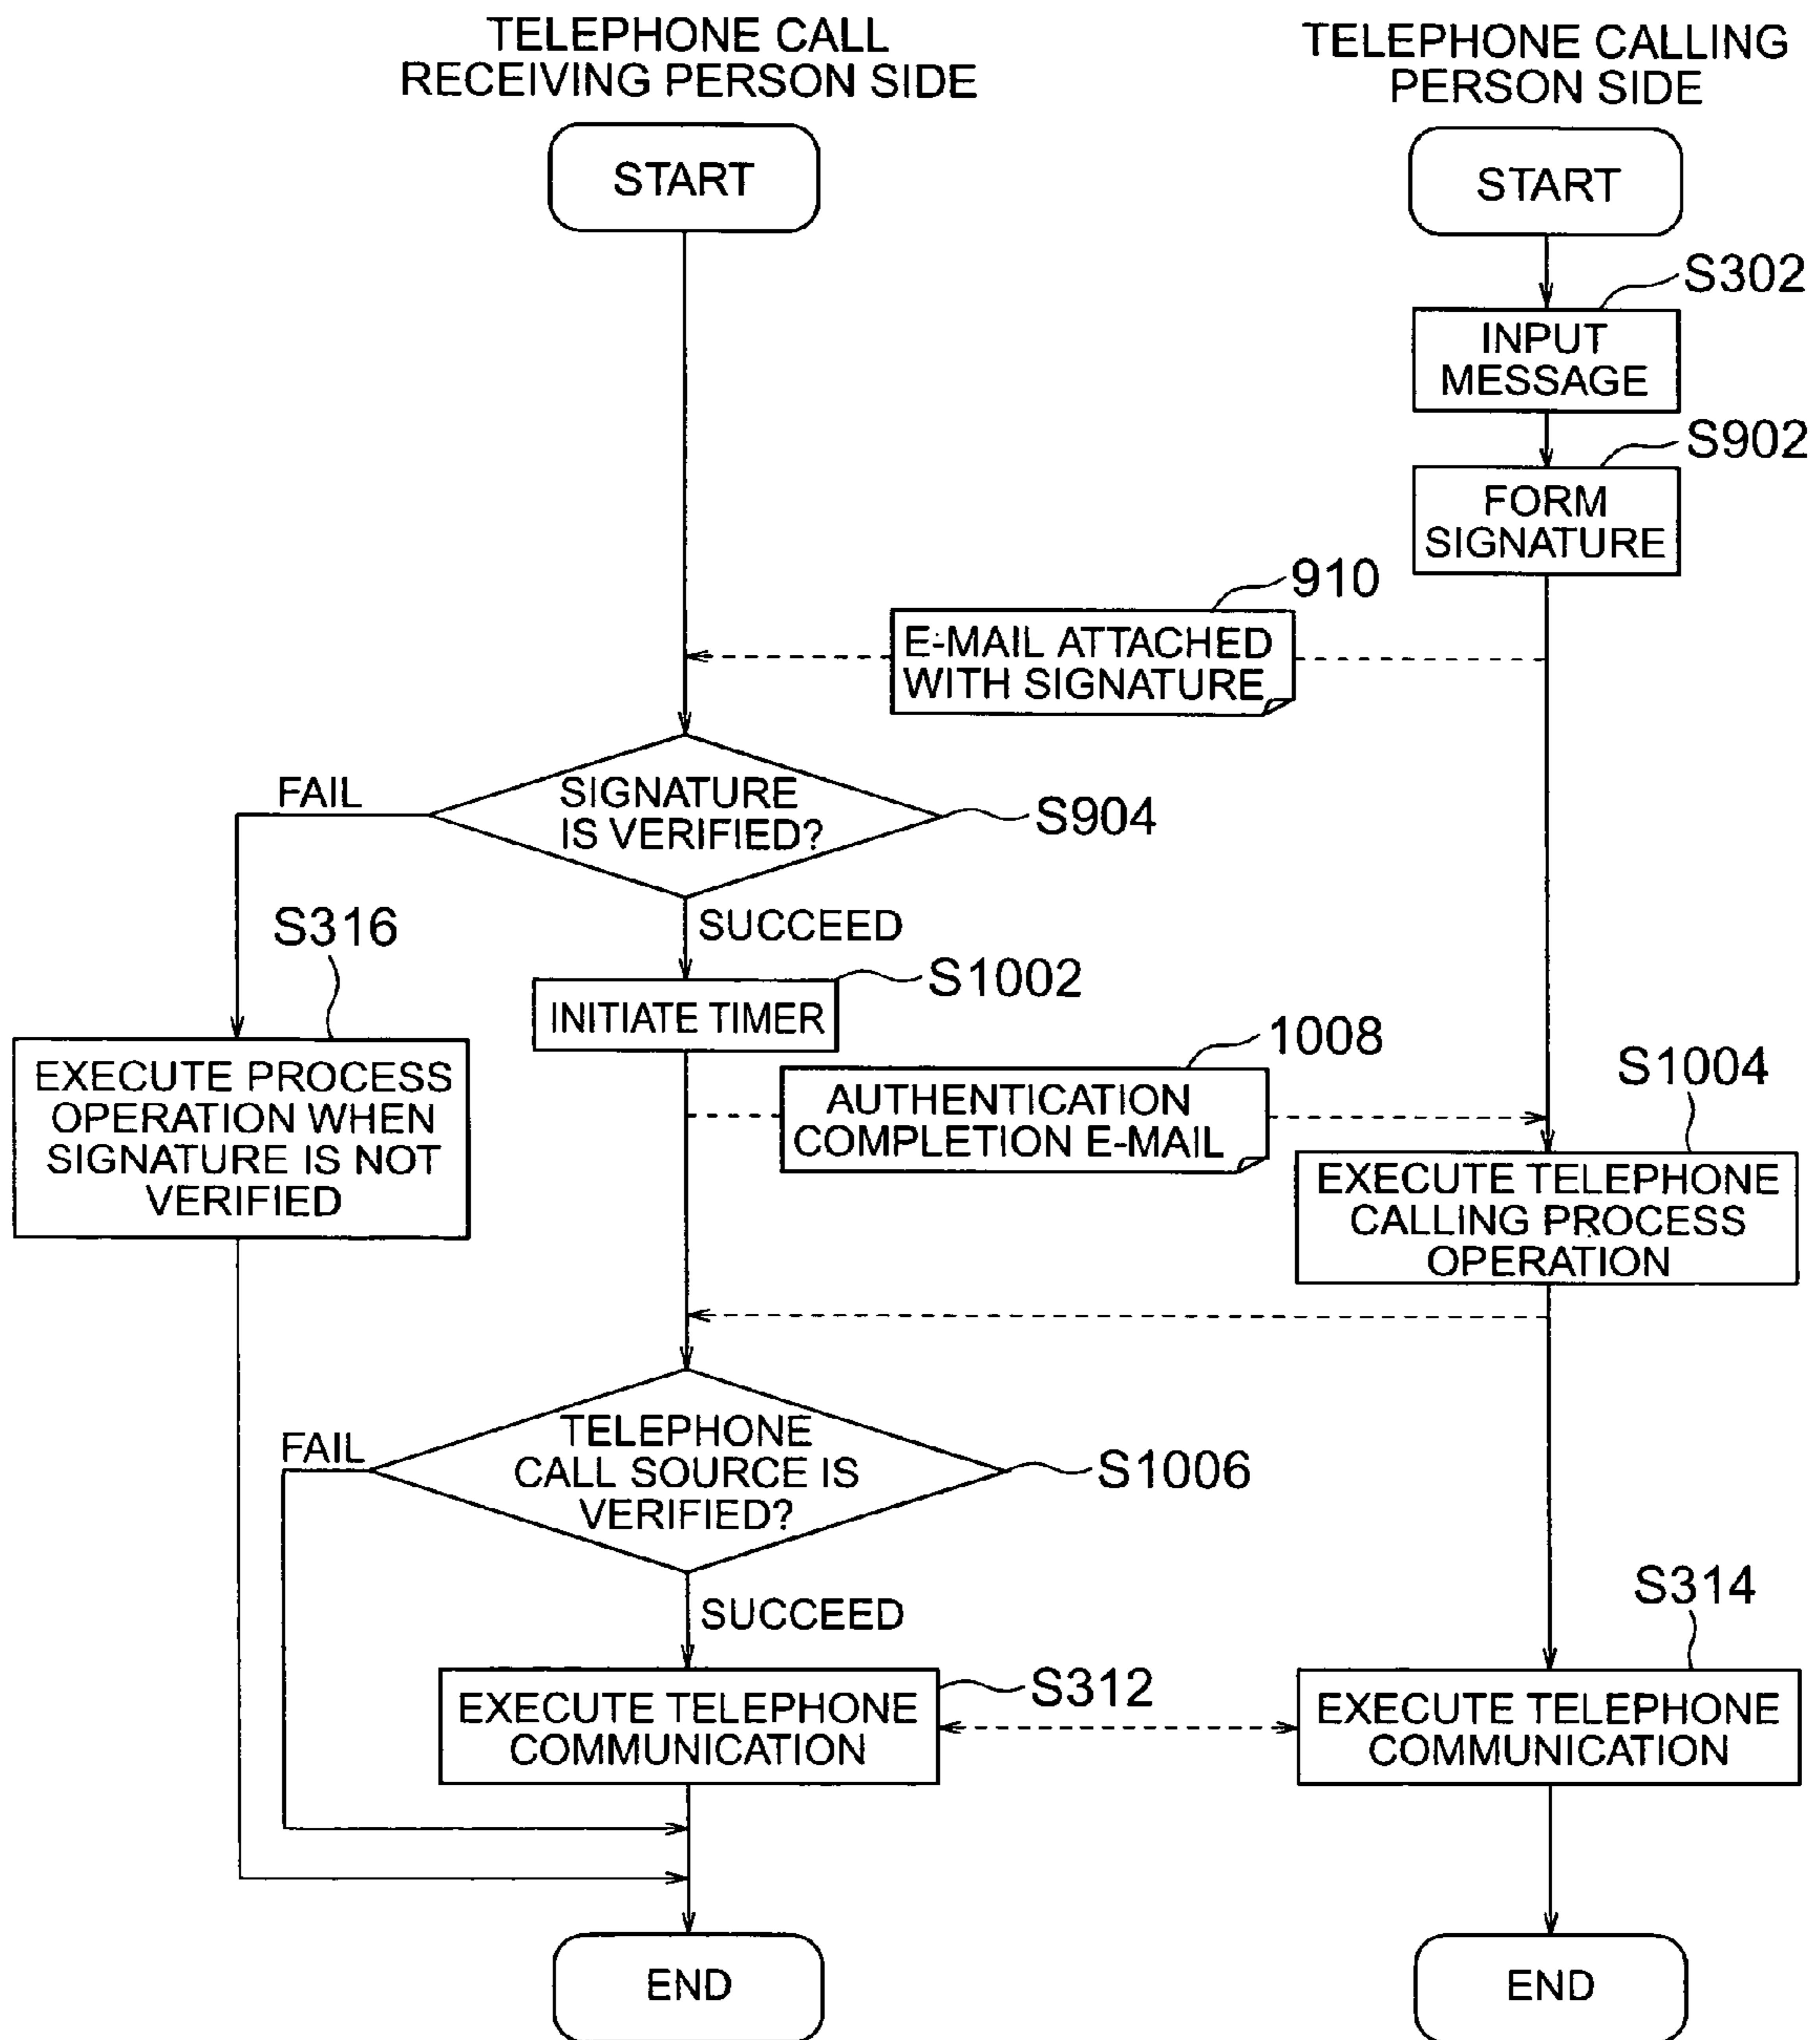 TELEPHONE CALL
RECEIVING PERSON SIDE
TELEPHONE CALLING
PERSON SIDE
START
START
S302
INPUT
MESSAGE
S902
FORM
SIGNATURE
910
E-MAIL ATTACHED
WITH SIGNATURE
FAIL
SIGNATURE
IS VERIFIED?
S904
SUCCEED
S316
S1002
INITIATE TIMER
EXECUTE PROCESS
OPERATION WHEN
SIGNATURE IS NOT
VERIFIED
1008
AUTHENTICATION
COMPLETION E-MAIL
S1004
EXECUTE TELEPHONE
CALLING PROCESS
OPERATION
FAIL
TELEPHONE
CALL SOURCE IS
VERIFIED?
S1006
SUCCEED
S312
EXECUTE TELEPHONE
COMMUNICATION
S314
EXECUTE TELEPHONE
COMMUNICATION
END
END